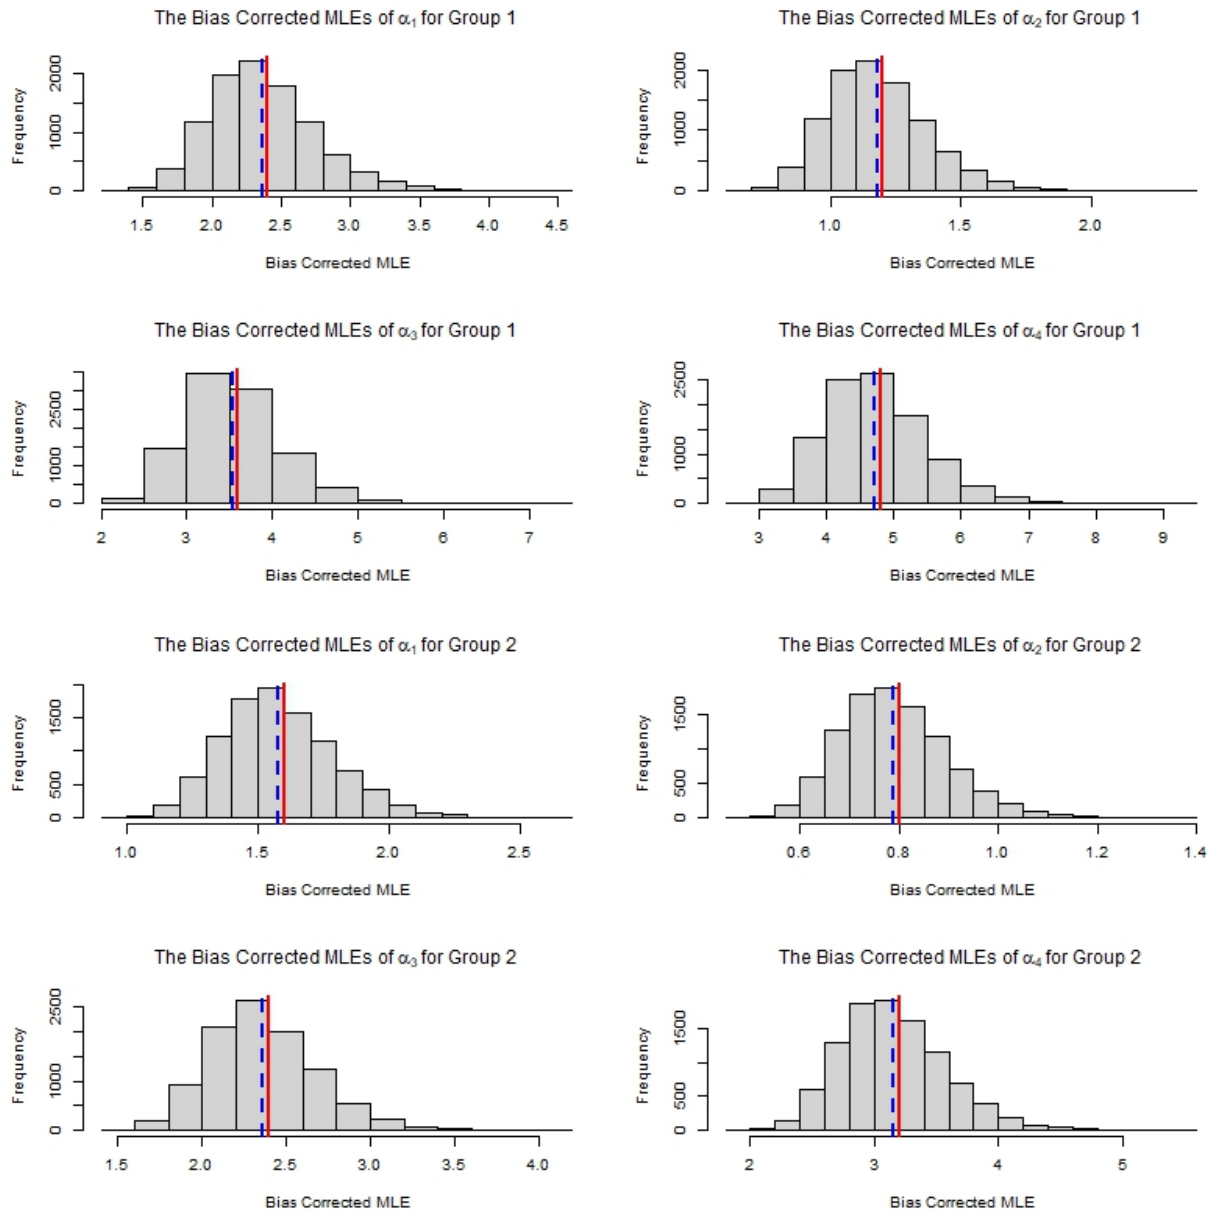 The Bias Corrected MLEs of α₁ for Group 1
Frequency
0 1000 2000
1.5 2.0 2.5 3.0 3.5 4.0 4.5
Bias Corrected MLE
The Bias Corrected MLEs of α₂ for Group 1
Frequency
0 1000 2000
1.0 1.5 2.0
Bias Corrected MLE
The Bias Corrected MLEs of α₃ for Group 1
Frequency
0 1000 2500
2 3 4 5 6 7
Bias Corrected MLE
The Bias Corrected MLEs of α₄ for Group 1
Frequency
0 1000 2500
3 4 5 6 7 8 9
Bias Corrected MLE
The Bias Corrected MLEs of α₁ for Group 2
Frequency
0 500 1500
1.0 1.5 2.0 2.5
Bias Corrected MLE
The Bias Corrected MLEs of α₂ for Group 2
Frequency
0 500 1500
0.6 0.8 1.0 1.2 1.4
Bias Corrected MLE
The Bias Corrected MLEs of α₃ for Group 2
Frequency
0 1000 2500
1.5 2.0 2.5 3.0 3.5 4.0
Bias Corrected MLE
The Bias Corrected MLEs of α₄ for Group 2
Frequency
0 500 1500
2 3 4 5
Bias Corrected MLE